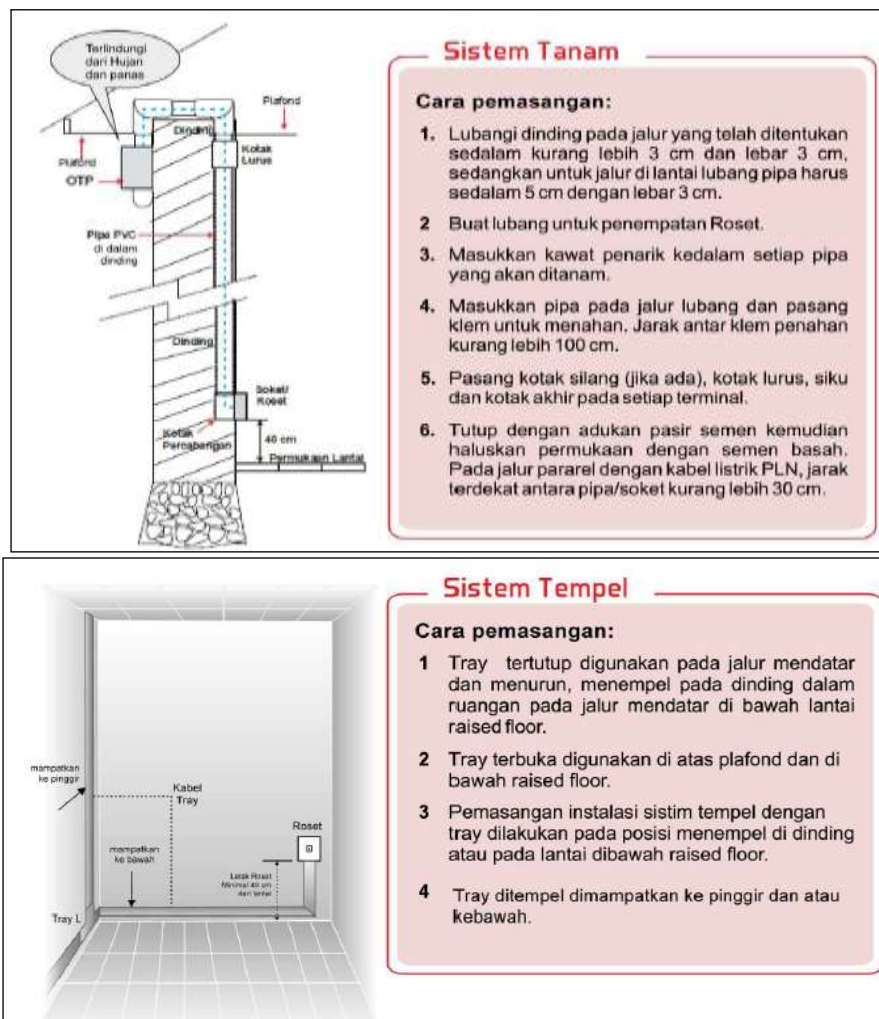 Sistem Tanam
Terlindungi
dari Hujan
dan panas
Plafond
Dinding
Kotak
Lurus
Plafond
OTP
Pipa PVC
di dalam
dinding
Dinding
Soket/
Roset
Kotak
Percabangan
40 cm
Permukaan Lantai
Cara pemasangan:
1. Lubangi dinding pada jalur yang telah ditentukan
sedalam kurang lebih 3 cm dan lebar 3 cm,
sedangkan untuk jalur di lantai lubang pipa harus
sedalam 5 cm dengan lebar 3 cm.
2 Buat lubang untuk penempatan Roset.
3. Masukkan kawat penarik kedalam setiap pipa
yang akan ditanam.
4. Masukkan pipa pada jalur lubang dan pasang
klem untuk menahan. Jarak antar klem penahan
kurang lebih 100 cm.
5. Pasang kotak silang (jika ada), kotak lurus, siku
dan kotak akhir pada setiap terminal.
6. Tutup dengan adukan pasir semen kemudian
haluskan permukaan dengan semen basah.
Pada jalur pararel dengan kabel listrik PLN, jarak
terdekat antara pipa/soket kurang lebih 30 cm.
Sistem Tempel
mampatkan
ke pinggir
Kabel
Tray
Roset
mampatkan
ke bawah
Letak Roset
Minimal 40 cm
dari lantai
Tray L
Cara pemasangan:
1 Tray tertutup digunakan pada jalur mendatar
dan menurun, menempel pada dinding dalam
ruangan pada jalur mendatar di bawah lantai
raised floor.
2 Tray terbuka digunakan di atas plafond dan di
bawah raised floor.
3 Pemasangan instalasi sistim tempel dengan
tray dilakukan pada posisi menempel di dinding
atau pada lantai dibawah raised floor.
4 Tray ditempel dimampatkan ke pinggir dan atau
kebawah.